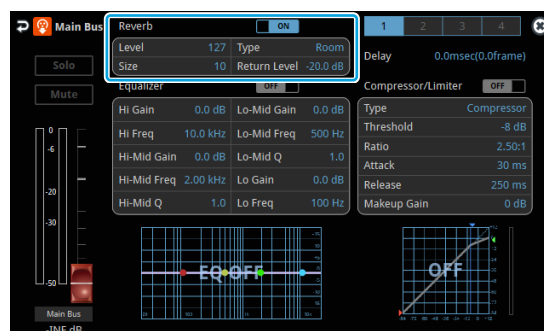 Main Bus
Reverb ON
1 2 3 4
Level 127 Type Room
Size 10 Return Level -20.0 dB
Delay 0.0msec(0.0frame)
Solo
Mute
Equalizer OFF
Compressor/Limiter OFF
Hi Gain 0.0 dB Lo-Mid Gain 0.0 dB
Hi Freq 10.0 kHz Lo-Mid Freq 500 Hz
Hi-Mid Gain 0.0 dB Lo-Mid Q 1.0
Hi-Mid Freq 2.00 kHz Lo Gain 0.0 dB
Hi-Mid Q 1.0 Lo Freq 100 Hz
Type Compressor
Threshold -8 dB
Ratio 2.50:1
Attack 30 ms
Release 250 ms
Makeup Gain 0 dB
0
-6
-20
-30
-50
EQ OFF
OFF
Main Bus
-INF dB